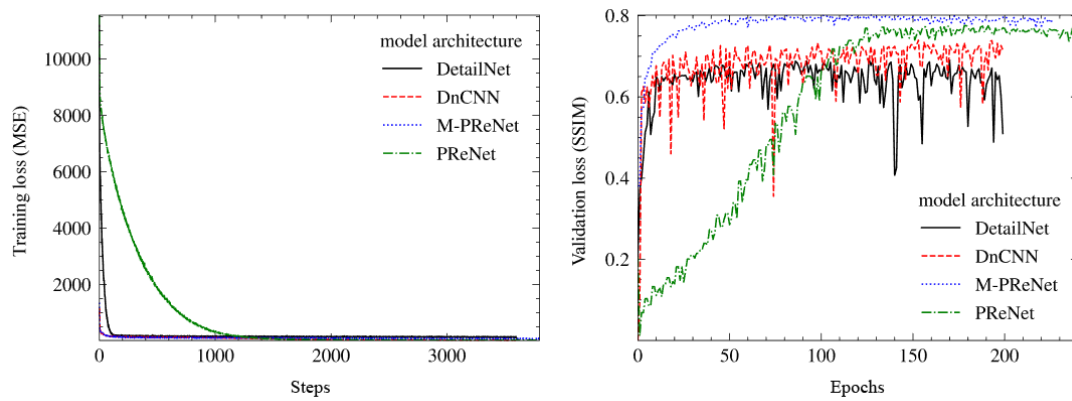 Training loss (MSE)
10000
8000
6000
4000
2000
0
1000
2000
3000
Steps
model architecture
DetailNet
DnCNN
M-PReNet
PReNet
Validation loss (SSIM)
0.8
0.6
0.4
0.2
0
50
100
150
200
Epochs
model architecture
DetailNet
DnCNN
M-PReNet
PReNet